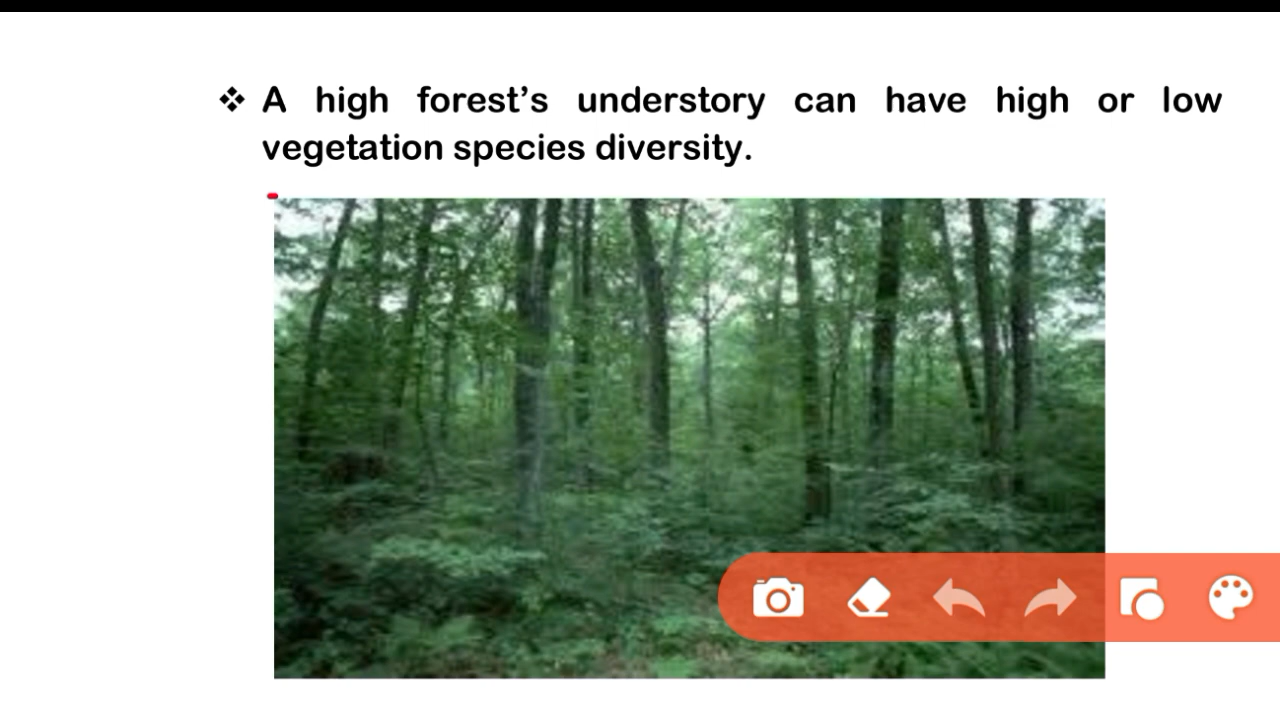 ❖ A high forest’s understory can have high or low
vegetation species diversity.